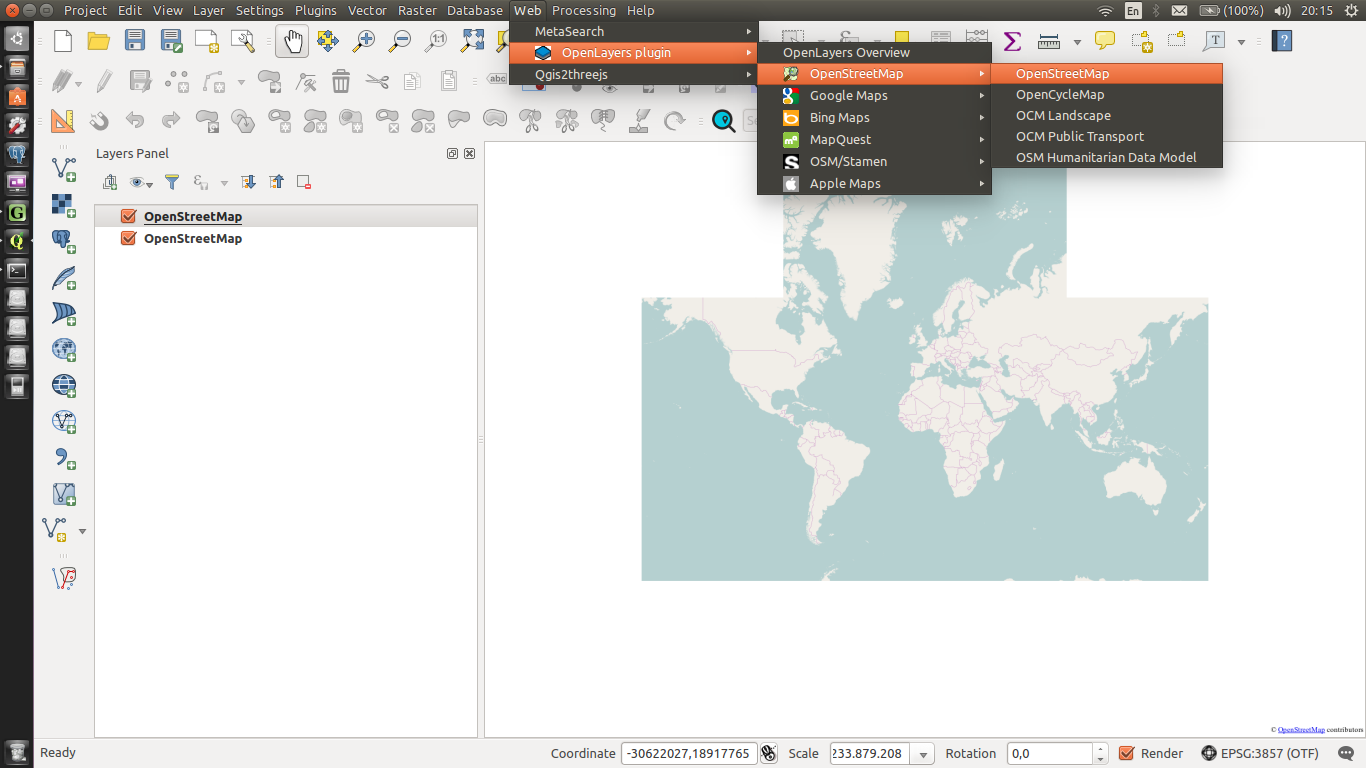 Project Edit View Layer Settings Plugins Vector Raster Database Web Processing Help
En (100%) 20:15
MetaSearch
OpenLayers plugin
Qgis2threejs
OpenLayers Overview
OpenStreetMap
Google Maps
Bing Maps
MapQuest
OSM/Stamen
Apple Maps
OpenStreetMap
OpenCycleMap
OCM Landscape
OCM Public Transport
OSM Humanitarian Data Model
1:1
abc
T
?
Layers Panel
OpenStreetMap
OpenStreetMap
© OpenStreetMap contributors
Ready Coordinate -30622027,18917765 Scale 233.879.208 Rotation 0,0 Render EPSG:3857 (OTF)